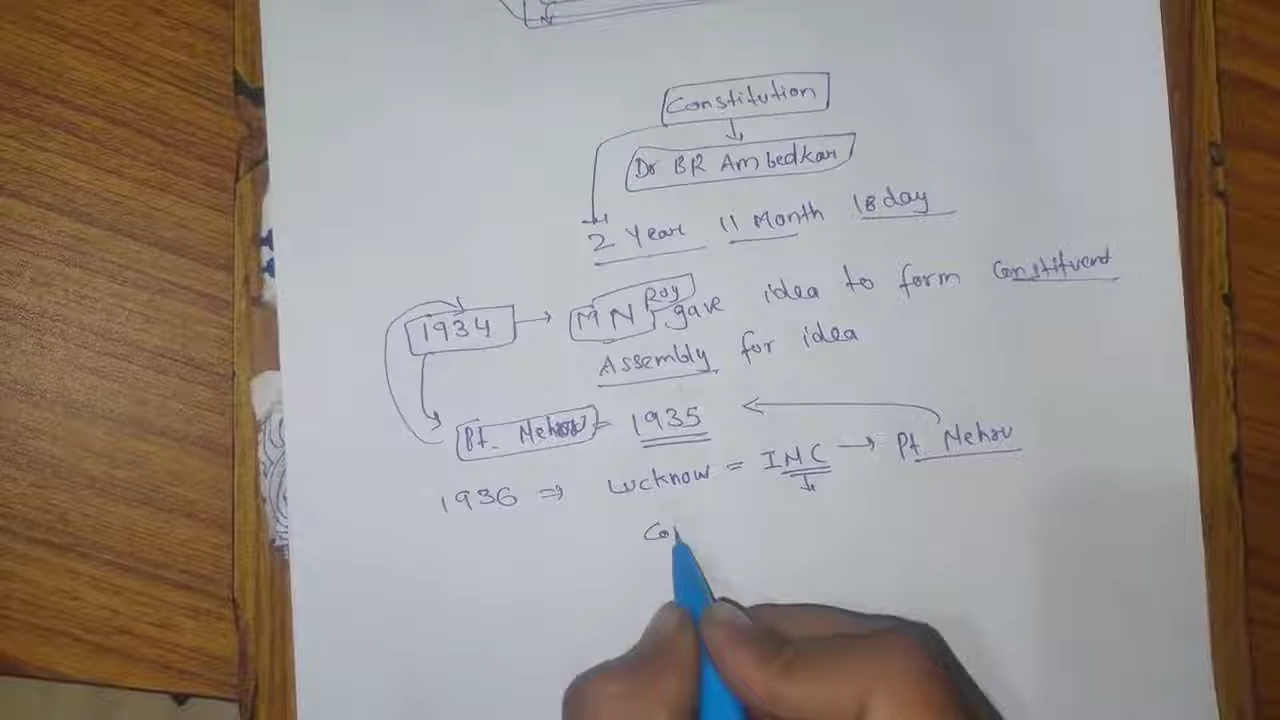 Constitution
Dr BR Ambedkar
2 Year 11 Month 18 day
1934 → MN Roy gave idea to form Constituent
Assembly for idea
Pt. Nehru = 1935
1936 ⇒ Lucknow = INC → Pt Nehru
Co